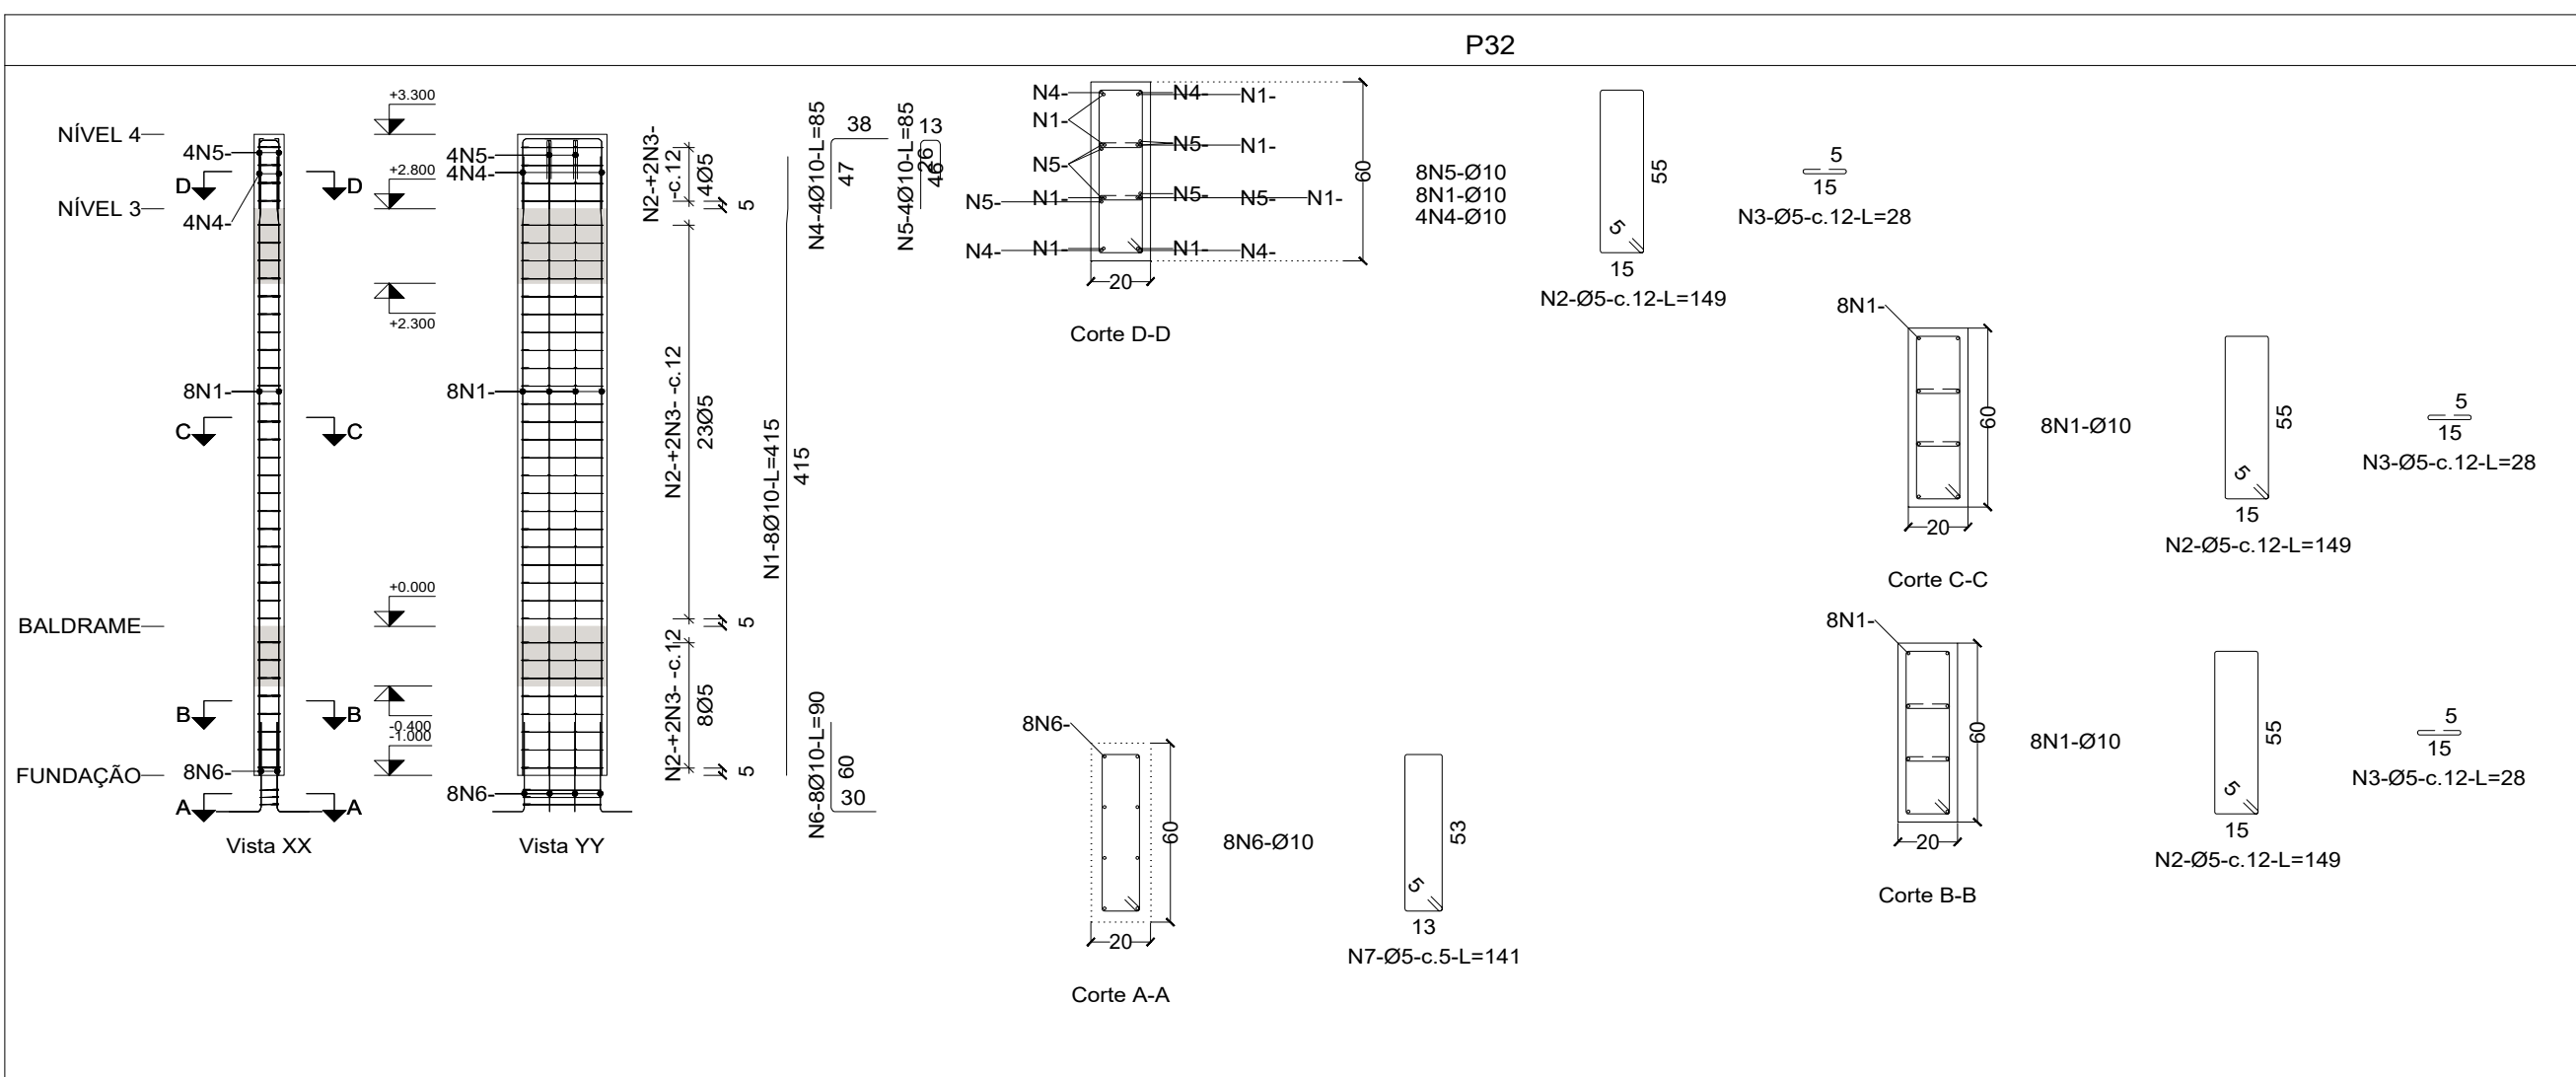 P32
NÍVEL 4
NÍVEL 3
BALDRAME
FUNDAÇÃO
4N5-
D
D
4N4-
8N1-
C
C
B
B
8N6-
A
A
Vista XX
+3.300
+2.800
+2.300
+0.000
-0.400
-1.000
4N5-
4N4-
8N1-
8N6-
Vista YY
N2-+2N3-
-c.12
4Ø5
5
N2-+2N3- -c.12
23Ø5
5
N2-+2N3- -c.12
8Ø5
5
N1-8Ø10-L=415
415
N4-4Ø10-L=85
38
47
N5-4Ø10-L=85
13
26
46
N6-8Ø10-L=90
60
30
N4-
N4-
N1-
N1-
N5-
N1-
N5-
N5-
N1-
N5-
N5-
N1-
N4-
N1-
N1-
N4-
60
20
Corte D-D
8N5-Ø10
8N1-Ø10
4N4-Ø10
55
5
15
N2-Ø5-c.12-L=149
5
15
N3-Ø5-c.12-L=28
8N1-
60
20
Corte C-C
8N1-Ø10
55
5
15
N2-Ø5-c.12-L=149
5
15
N3-Ø5-c.12-L=28
8N1-
60
20
Corte B-B
8N1-Ø10
55
5
15
N2-Ø5-c.12-L=149
5
15
N3-Ø5-c.12-L=28
8N6-
60
20
Corte A-A
8N6-Ø10
53
5
13
N7-Ø5-c.5-L=141